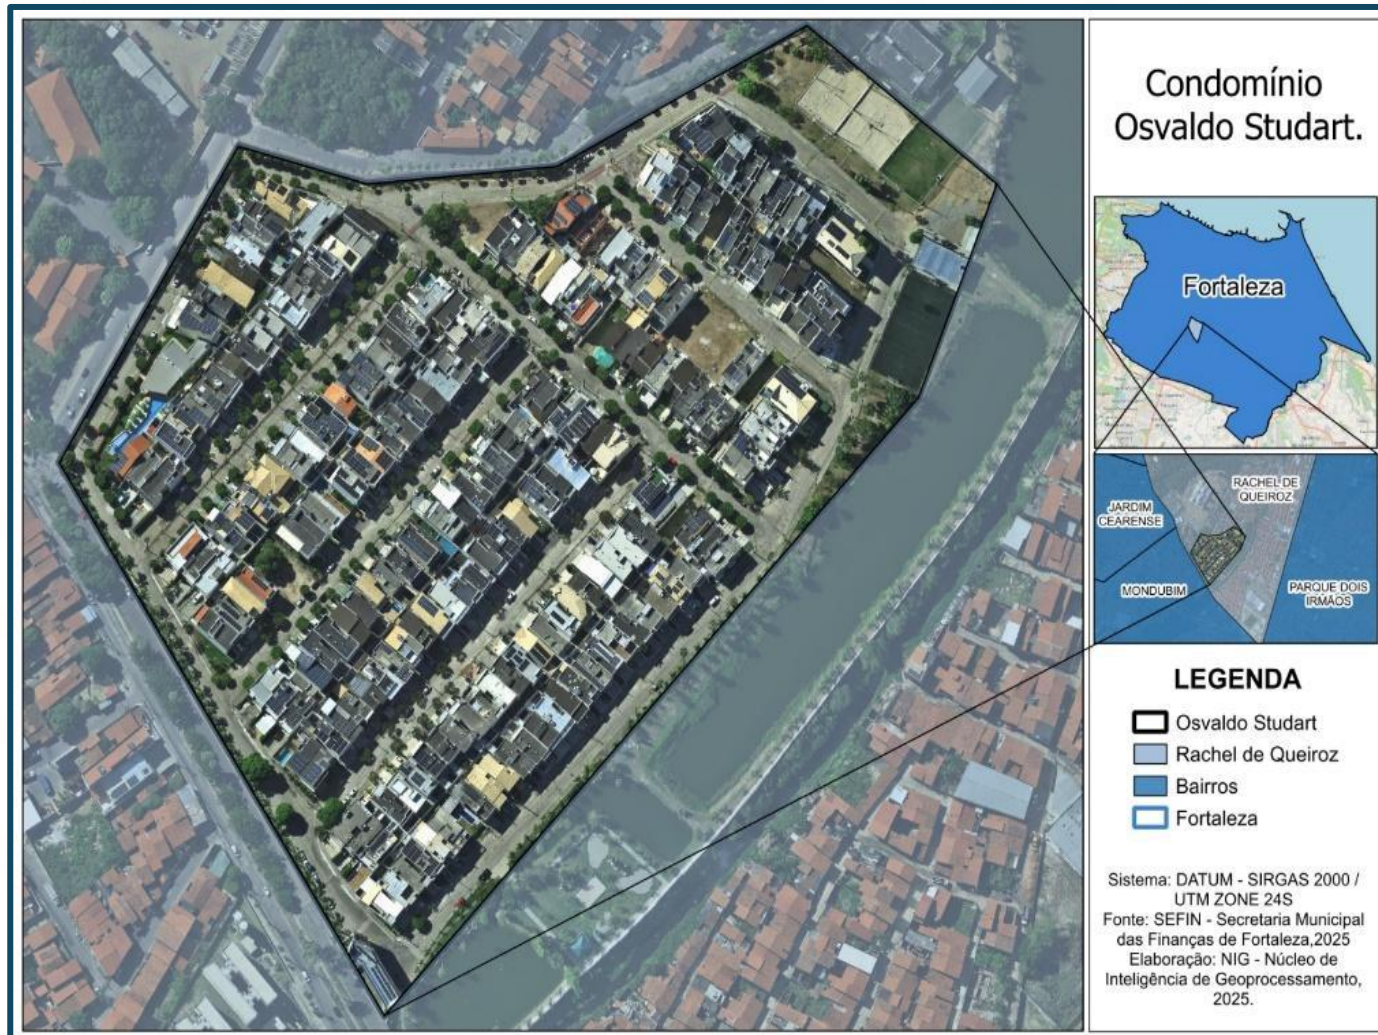 Condomínio
Osvaldo Studart.
Fortaleza
RACHEL DE
QUEIROZ
JARDIM
CEARENSE
MONDUBIM
PARQUE DOIS
IRMÃOS
LEGENDA
Osvaldo Studart
Rachel de Queiroz
Bairros
Fortaleza
Sistema: DATUM - SIRGAS 2000 /
UTM ZONE 24S
Fonte: SEFIN - Secretaria Municipal
das Finanças de Fortaleza,2025
Elaboração: NIG - Núcleo de
Inteligência de Geoprocessamento,
2025.